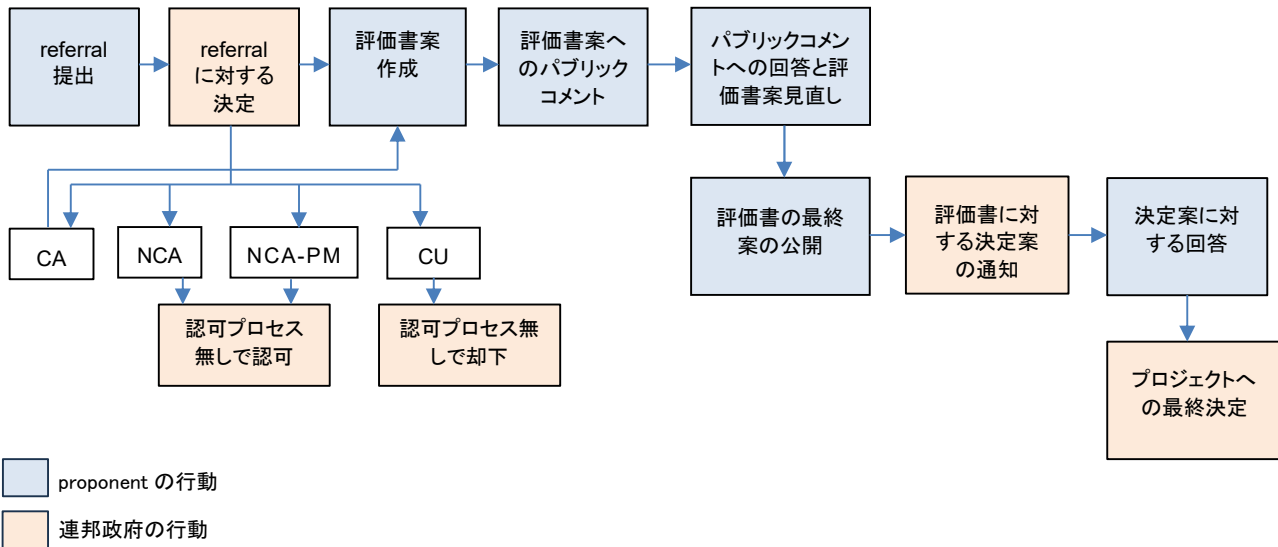 referral
提出
referral
に対する
決定
評価書案
作成
評価書案へ
のパブリック
コメント
パブリックコメン
トへの回答と評
価書案見直し
評価書の最終
案の公開
評価書に対
する決定案
の通知
決定案に対
する回答
CA
NCA
NCA-PM
CU
認可プロセス
無しで認可
認可プロセス無
しで却下
プロジェクトへ
の最終決定
proponent の行動
連邦政府の行動